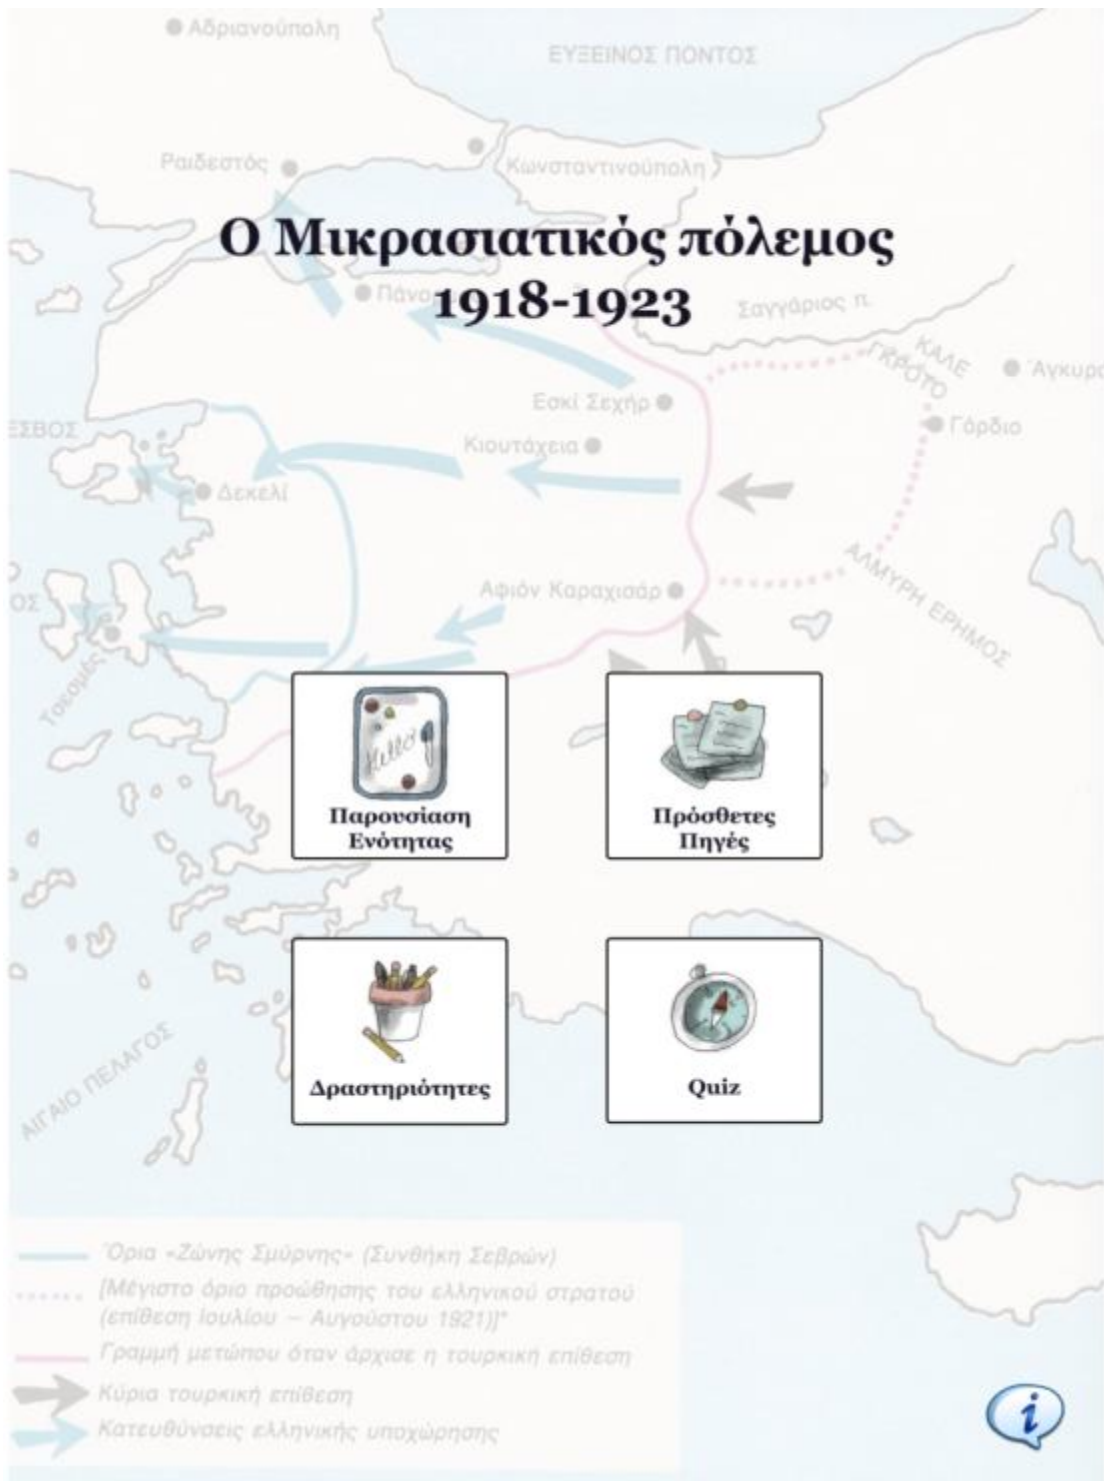 Αδριανούπολη
ΕΥΞΕΙΝΟΣ ΠΟΝΤΟΣ
Ραιδεστός
Κωνσταντινούπολη
Ο Μικρασιατικός πόλεμος
1918-1923
Σαγγάριος π.
ΚΑΛΕ
ΓΚΡΟΤΟ
Εσκί Σεχήρ
Γόρδιο
Κιουτάχεια
Δεκελί
ΑΛΜΥΡΗ ΕΡΗΜΟΣ
Αφιόν Καραχισάρ
Τσεσμές
Hello
Παρουσίαση
Ενότητας
Πρόσθετες
Πηγές
Δραστηριότητες
Quiz
ΑΙΓΑΙΟ ΠΕΛΑΓΟΣ
Όρια «Ζώνης Σμύρνης» (Συνθήκη Σεβρών)
[Μέγιστο όριο προώθησης του ελληνικού στρατού
(επίθεση Ιουλίου – Αυγούστου 1921)]*
Γραμμή μετώπου όταν άρχισε η τουρκική επίθεση
Κύρια τουρκική επίθεση
Κατευθύνσεις ελληνικής υποχώρησης
i